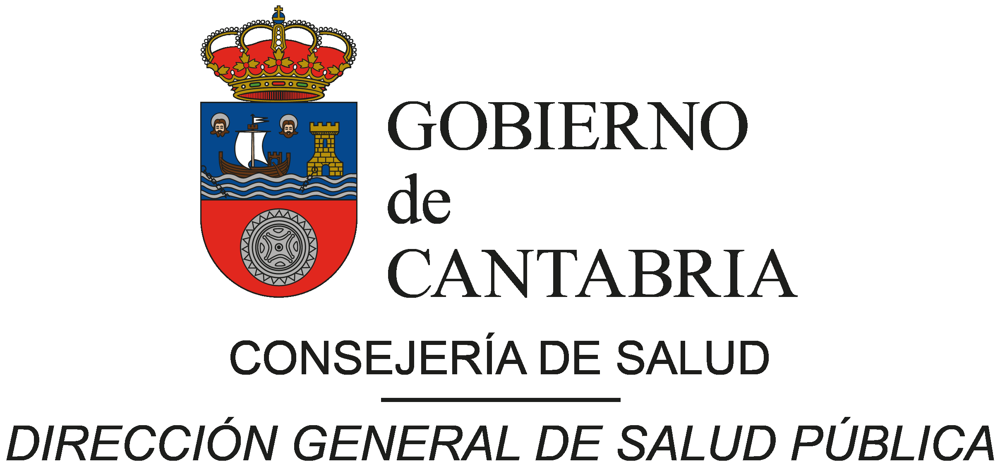 GOBIERNO
de
CANTABRIA
CONSEJERÍA DE SALUD
DIRECCIÓN GENERAL DE SALUD PÚBLICA